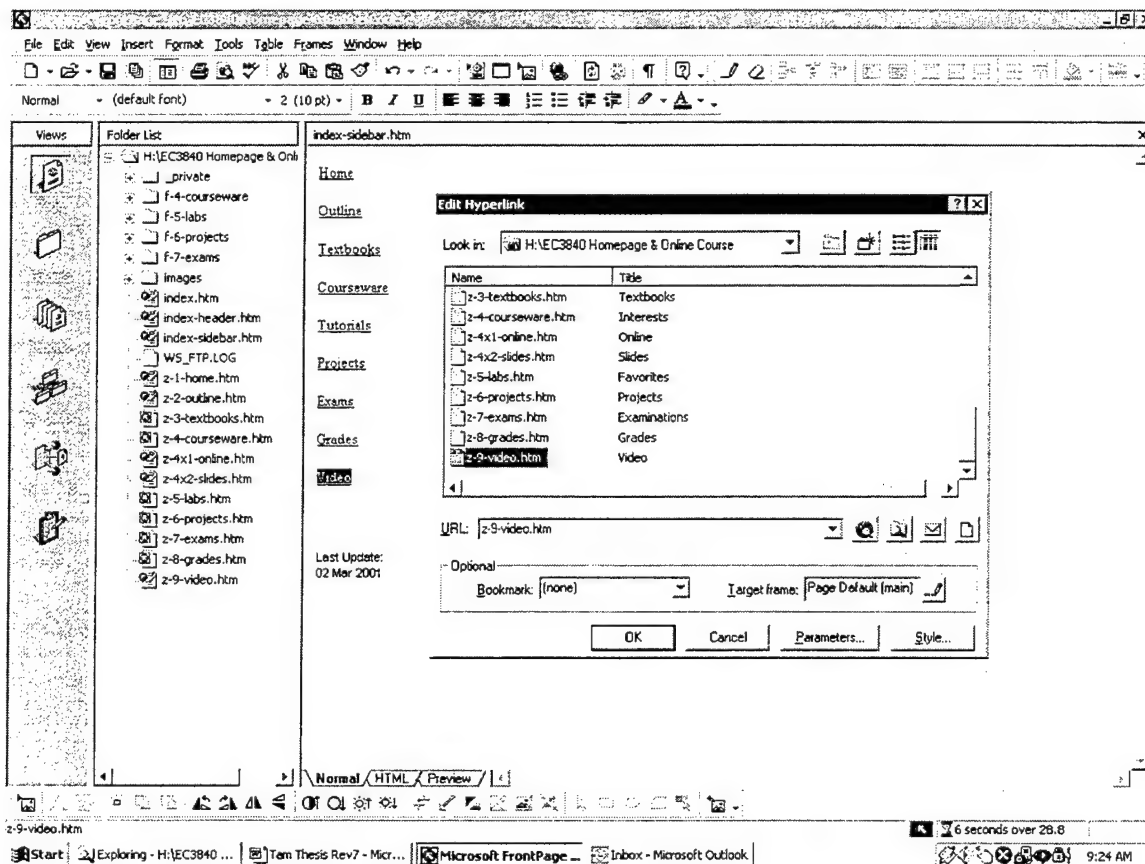 File Edit View Insert Format Tools Table Frames Window Help
Normal (default font) 2 (10 pt) B I U A
Views
Folder List
index-sidebar.htm
H:\EC3840 Homepage & Onli
_private
f-4-courseware
f-5-labs
f-6-projects
f-7-exams
images
index.htm
index-header.htm
index-sidebar.htm
WS_FTP.LOG
z-1-home.htm
z-2-outline.htm
z-3-textbooks.htm
z-4-courseware.htm
z-4x1-online.htm
z-4x2-slides.htm
z-5-labs.htm
z-6-projects.htm
z-7-exams.htm
z-8-grades.htm
z-9-video.htm
Home
Outline
Textbooks
Courseware
Tutorials
Projects
Exams
Grades
Video
Last Update:
02 Mar 2001
Edit Hyperlink
Look in: H:\EC3840 Homepage & Online Course
Name Title
z-3-textbooks.htm Textbooks
z-4-courseware.htm Interests
z-4x1-online.htm Online
z-4x2-slides.htm Slides
z-5-labs.htm Favorites
z-6-projects.htm Projects
z-7-exams.htm Examinations
z-8-grades.htm Grades
z-9-video.htm Video
URL: z-9-video.htm
Optional
Bookmark: (none) Target frame: Page Default (main)
OK Cancel Parameters... Style...
Normal HTML Preview
z-9-video.htm
6 seconds over 28.8
Start Exploring - H:\EC3840 ... Tam Thesis Rev7 - Micr... Microsoft FrontPage ... Inbox - Microsoft Outlook 9:24 AM